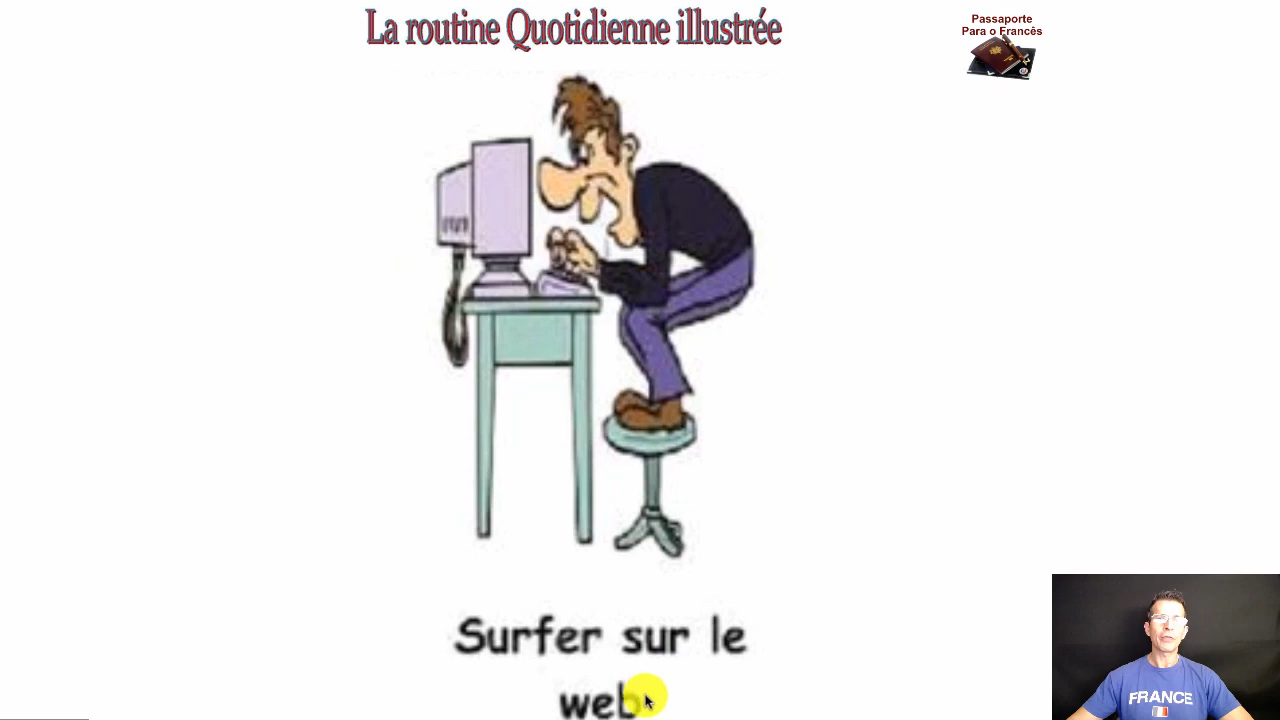 La routine Quotidienne illustrée
Passaporte
Para o Francês
Surfer sur le
web
FRANCE